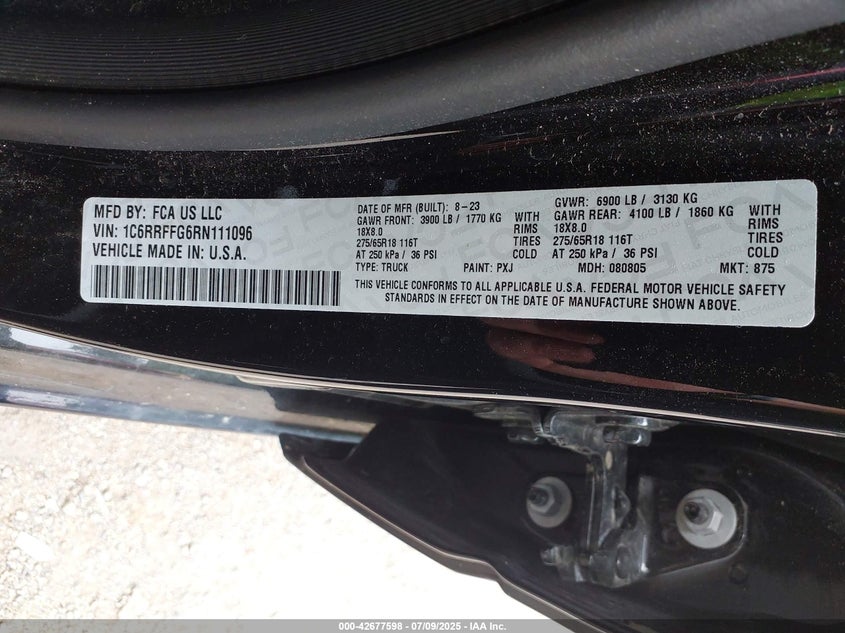 MFD BY: FCA US LLC
VIN: 1C6RRFFG6RN111096
VEHICLE MADE IN: U.S.A.
DATE OF MFR (BUILT): 8-23
GVWR: 6900 LB / 3130 KG
GAWR FRONT: 3900 LB / 1770 KG WITH
GAWR REAR: 4100 LB / 1860 KG WITH
18X8.0 RIMS
18X8.0 RIMS
275/65R18 116T TIRES
275/65R18 116T TIRES
AT 250 kPa / 36 PSI COLD
AT 250 kPa / 36 PSI COLD
TYPE: TRUCK PAINT: PXJ MDH: 080805 MKT: 875
THIS VEHICLE CONFORMS TO ALL APPLICABLE U.S.A. FEDERAL MOTOR VEHICLE SAFETY
STANDARDS IN EFFECT ON THE DATE OF MANUFACTURE SHOWN ABOVE.
000-42677598 - 07/09/2025 - IAA Inc.